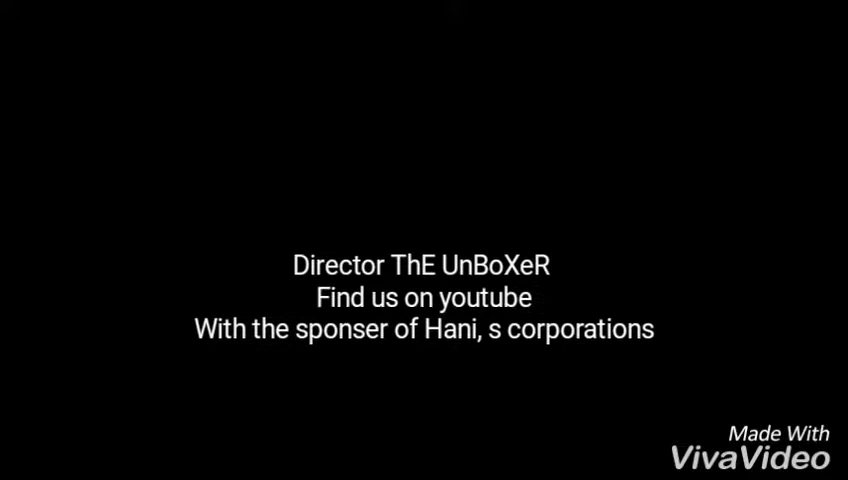 Director ThE UnBoXeR
Find us on youtube
With the sponser of Hani, s corporations
Made With
VivaVideo